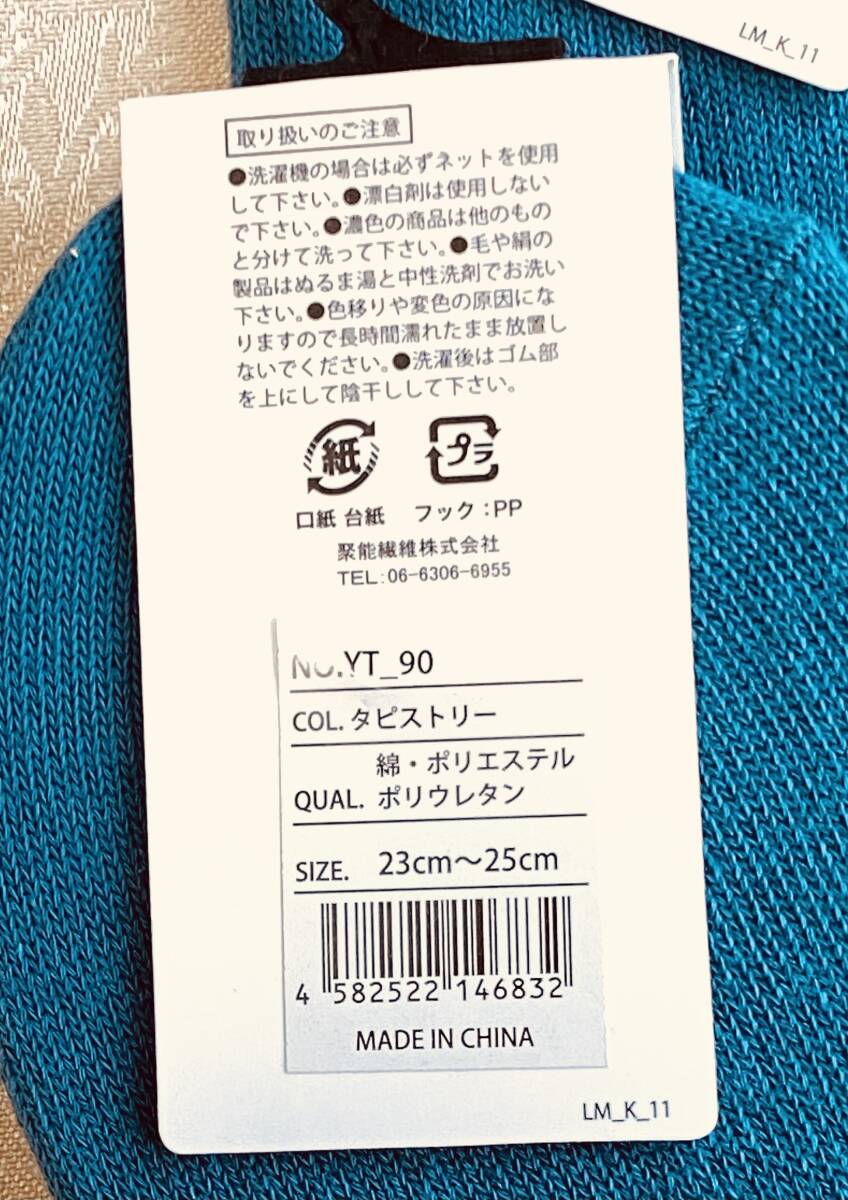 LM_K_11
取り扱いのご注意
●洗濯機の場合は必ずネットを使用
して下さい。●漂白剤は使用しない
で下さい。●濃色の商品は他のもの
と分けて洗って下さい。●毛や絹の
製品はぬるま湯と中性洗剤でお洗い
下さい。●色移りや変色の原因にな
りますので長時間濡れたまま放置し
ないでください。●洗濯後はゴム部
を上にして陰干しして下さい。
紙 プラ
口紙 台紙 フック：PP
聚能繊維株式会社
TEL:06-6306-6955
NO.YT_90
COL. タピストリー
綿・ポリエステル
QUAL. ポリウレタン
SIZE. 23cm〜25cm
4 582522 146832
MADE IN CHINA
LM_K_11